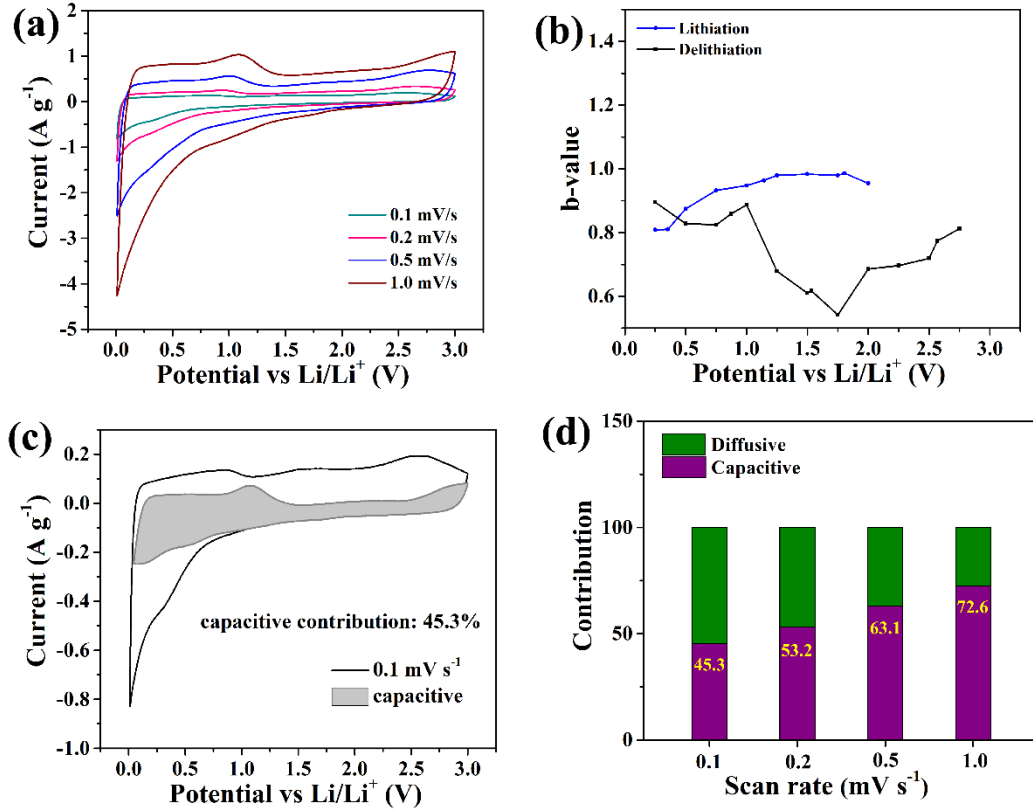 (a)
Current (A g⁻¹)
2
1
0
-1
-2
-3
-4
-5
0.1 mV/s
0.2 mV/s
0.5 mV/s
1.0 mV/s
0.0 0.5 1.0 1.5 2.0 2.5 3.0
Potential vs Li/Li⁺ (V)
(b)
b-value
1.4
1.2
1.0
0.8
0.6
Lithiation
Delithiation
0.0 0.5 1.0 1.5 2.0 2.5 3.0
Potential vs Li/Li⁺ (V)
(c)
Current (A g⁻¹)
0.4
0.2
0.0
-0.2
-0.4
-0.6
-0.8
-1.0
capacitive contribution: 45.3%
0.1 mV s⁻¹
capacitive
0.0 0.5 1.0 1.5 2.0 2.5 3.0
Potential vs Li/Li⁺ (V)
(d)
Contribution
150
100
50
0
Diffusive
Capacitive
45.3
53.2
63.1
72.6
0.1 0.2 0.5 1.0
Scan rate (mV s⁻¹)